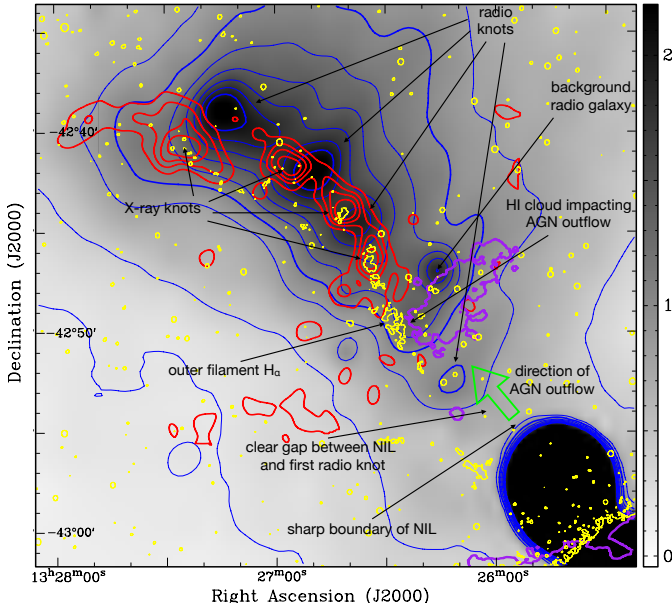 radio
knots
background
radio galaxy
−42°40′
X-ray knots
HI cloud impacting
AGN outflow
Declination (J2000)
−42°50′
outer filament Hα
direction of
AGN outflow
clear gap between NIL
and first radio knot
sharp boundary of NIL
−43°00′
13ʰ28ᵐ00ˢ
27ᵐ00ˢ
26ᵐ00ˢ
Right Ascension (J2000)
2
1
0